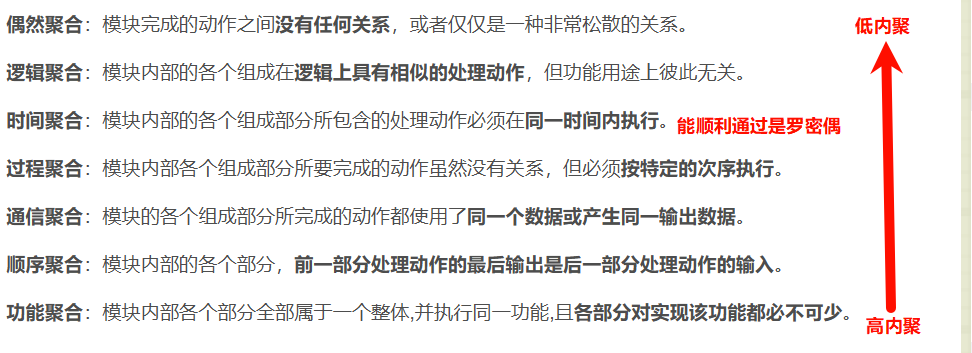 偶然聚合：模块完成的动作之间没有任何关系，或者仅仅是一种非常松散的关系。
低内聚
逻辑聚合：模块内部的各个组成在逻辑上具有相似的处理动作，但功能用途上彼此无关。
时间聚合：模块内部的各个组成部分所包含的处理动作必须在同一时间内执行。
能顺利通过是罗密偶
过程聚合：模块内部各个组成部分所要完成的动作虽然没有关系，但必须按特定的次序执行。
通信聚合：模块的各个组成部分所完成的动作都使用了同一个数据或产生同一输出数据。
顺序聚合：模块内部的各个部分，前一部分处理动作的最后输出是后一部分处理动作的输入。
功能聚合：模块内部各个部分全部属于一个整体,并执行同一功能,且各部分对实现该功能都必不可少。
高内聚